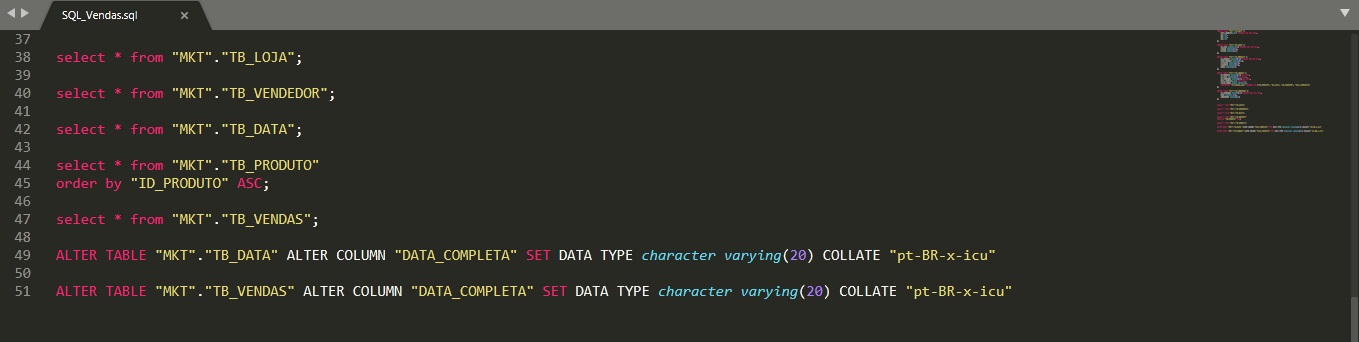 SQL_Vendas.sql
37
38 select * from "MKT"."TB_LOJA";
39
40 select * from "MKT"."TB_VENDEDOR";
41
42 select * from "MKT"."TB_DATA";
43
44 select * from "MKT"."TB_PRODUTO"
45 order by "ID_PRODUTO" ASC;
46
47 select * from "MKT"."TB_VENDAS";
48
49 ALTER TABLE "MKT"."TB_DATA" ALTER COLUMN "DATA_COMPLETA" SET DATA TYPE character varying(20) COLLATE "pt-BR-x-icu"
50
51 ALTER TABLE "MKT"."TB_VENDAS" ALTER COLUMN "DATA_COMPLETA" SET DATA TYPE character varying(20) COLLATE "pt-BR-x-icu"